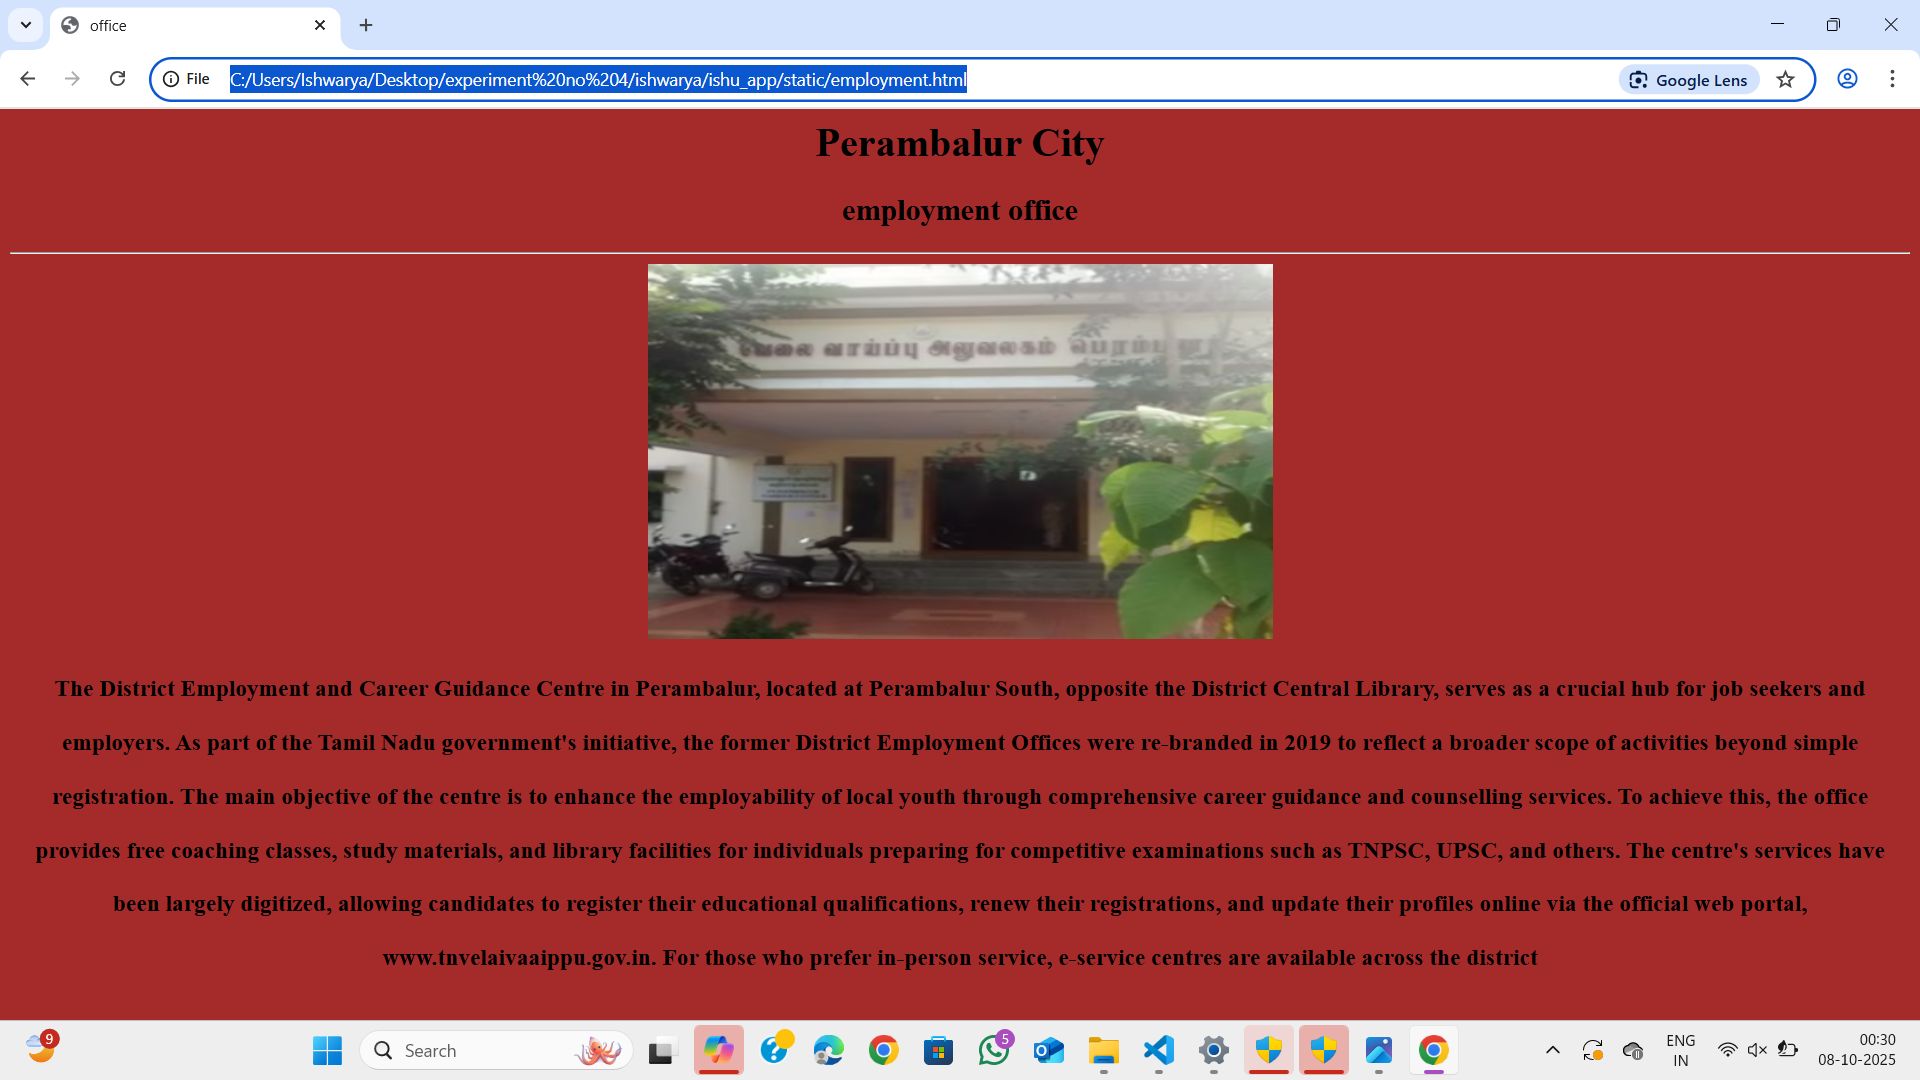 office
File
C:/Users/Ishwarya/Desktop/experiment%20no%204/ishwarya/ishu_app/static/employment.html
Google Lens
Perambalur City
employment office
வேலை வாய்ப்பு அலுவலகம்
The District Employment and Career Guidance Centre in Perambalur, located at Perambalur South, opposite the District Central Library, serves as a crucial hub for job seekers and
employers. As part of the Tamil Nadu government's initiative, the former District Employment Offices were re-branded in 2019 to reflect a broader scope of activities beyond simple
registration. The main objective of the centre is to enhance the employability of local youth through comprehensive career guidance and counselling services. To achieve this, the office
provides free coaching classes, study materials, and library facilities for individuals preparing for competitive examinations such as TNPSC, UPSC, and others. The centre's services have
been largely digitized, allowing candidates to register their educational qualifications, renew their registrations, and update their profiles online via the official web portal,
www.tnvelaivaaippu.gov.in. For those who prefer in-person service, e-service centres are available across the district
9
Search
5
ENG
IN
00:30
08-10-2025